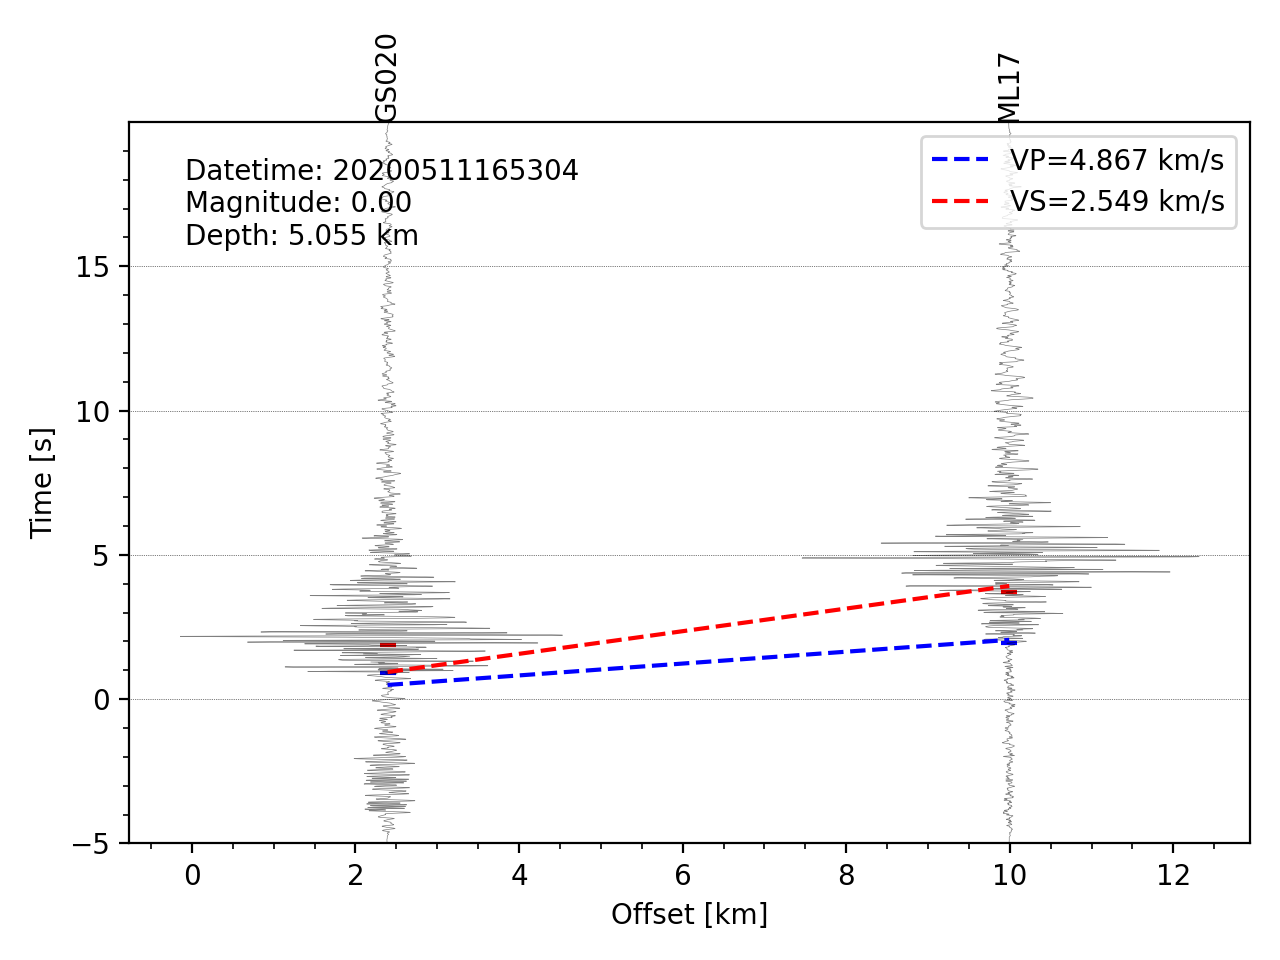 GS020
ML17
Datetime: 20200511165304
Magnitude: 0.00
Depth: 5.055 km
VP=4.867 km/s
VS=2.549 km/s
15
10
5
0
−5
Time [s]
0 2 4 6 8 10 12
Offset [km]